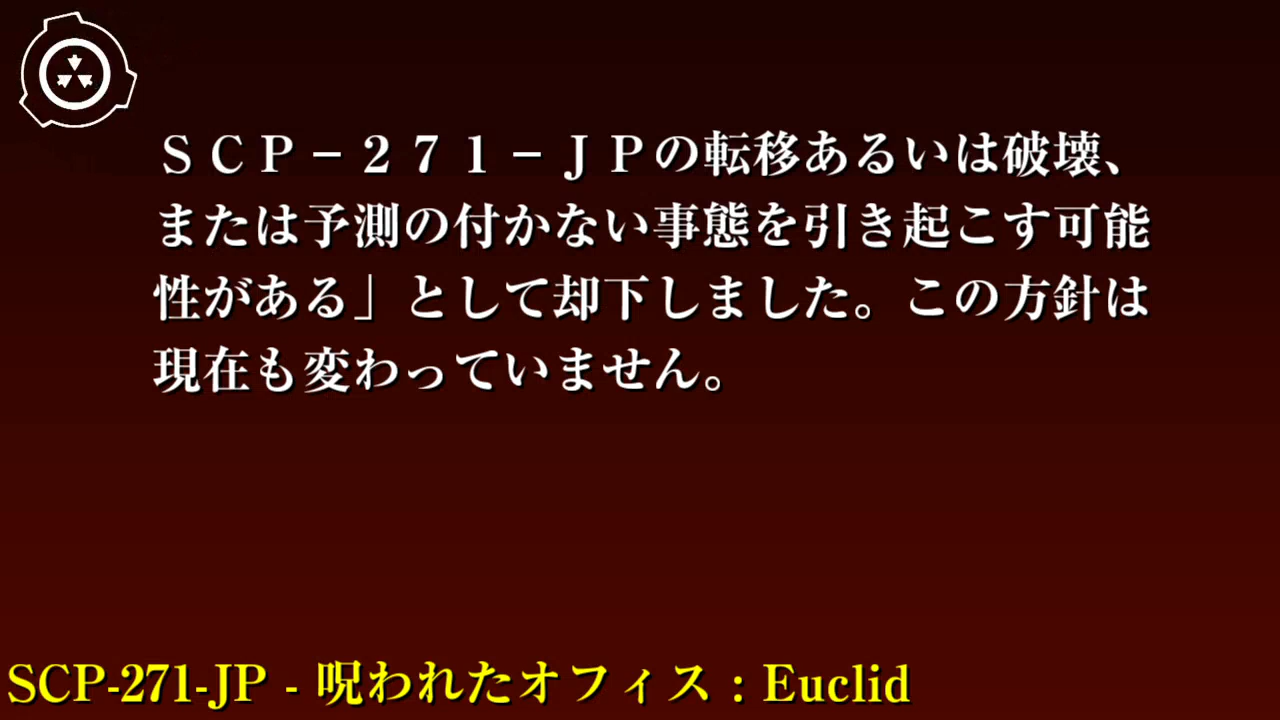 SCP-271-JPの転移あるいは破壊、
または予測の付かない事態を引き起こす可能
性がある」として却下しました。この方針は
現在も変わっていません。
SCP-271-JP - 呪われたオフィス : Euclid